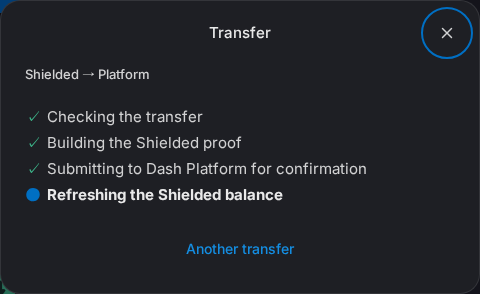 Transfer
Shielded → Platform
✓ Checking the transfer
✓ Building the Shielded proof
✓ Submitting to Dash Platform for confirmation
Refreshing the Shielded balance
Another transfer